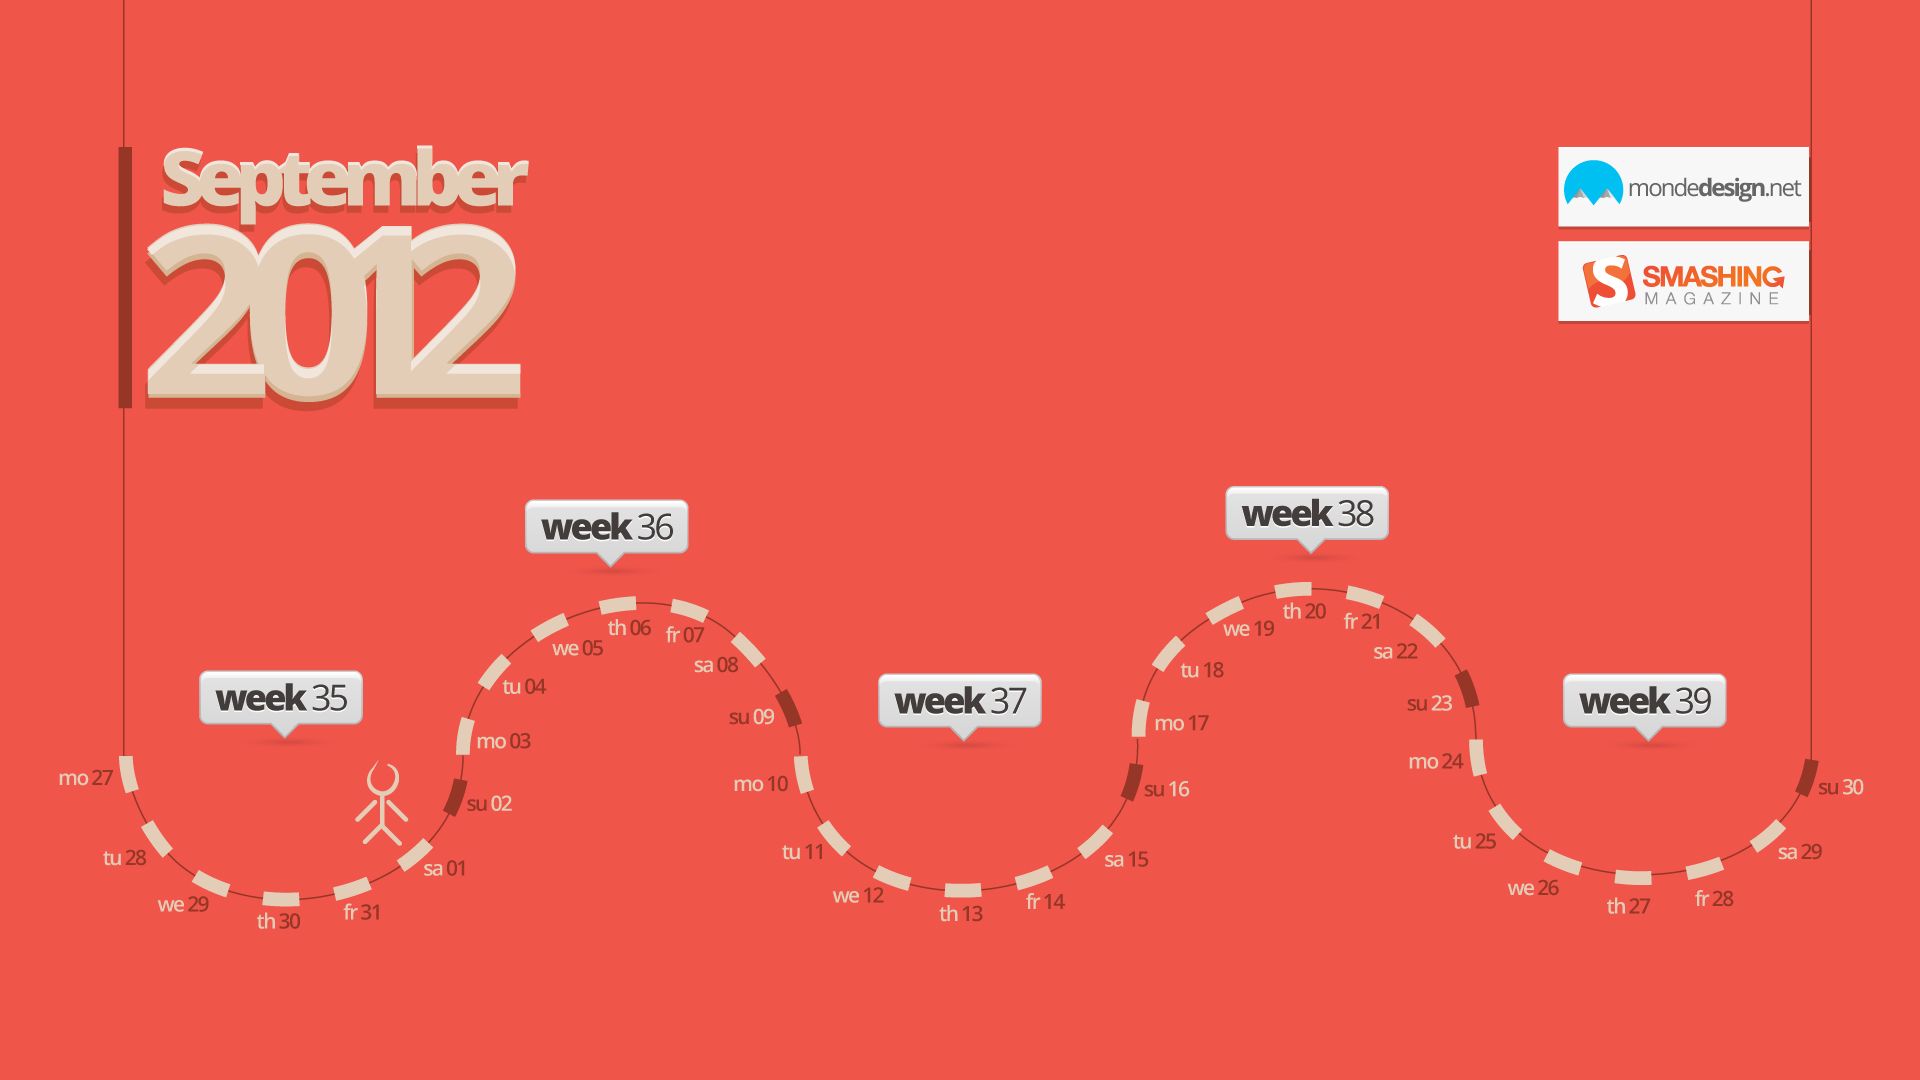 September
2012
mondedesign.net
SMASHING
MAGAZINE
week 35
mo 27
tu 28
we 29
th 30
fr 31
sa 01
su 02
week 36
mo 03
tu 04
we 05
th 06
fr 07
sa 08
su 09
week 37
mo 10
tu 11
we 12
th 13
fr 14
sa 15
su 16
week 38
mo 17
tu 18
we 19
th 20
fr 21
sa 22
su 23
week 39
mo 24
tu 25
we 26
th 27
fr 28
sa 29
su 30